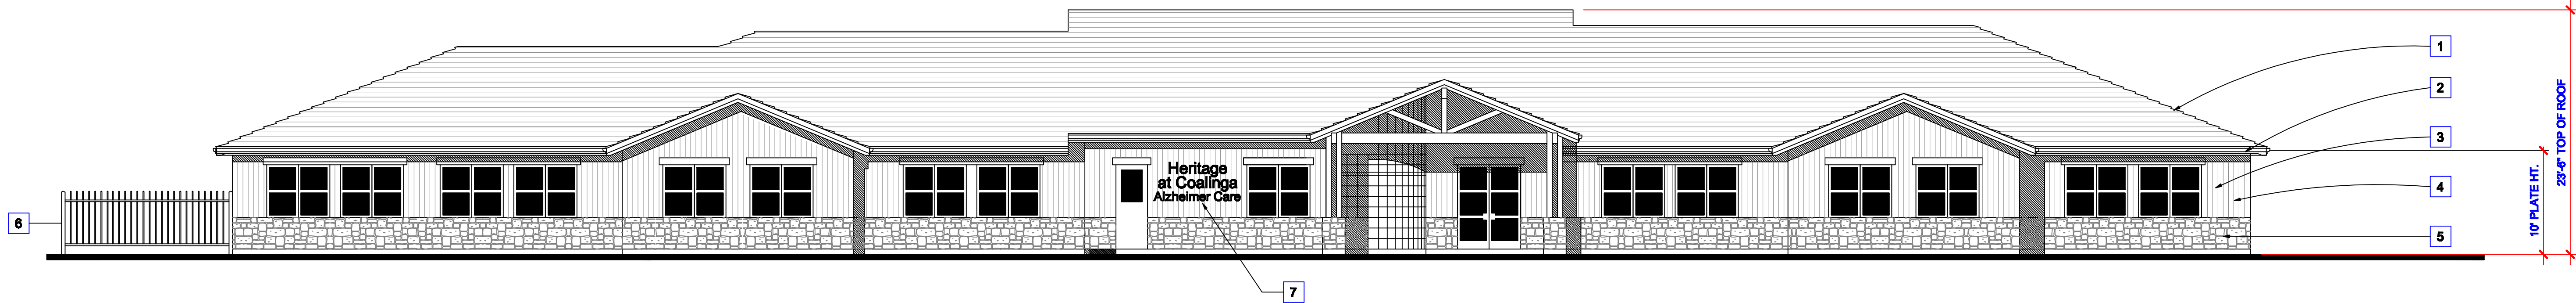 1
2
3
4
5
6
7
Heritage
at Coalinga
Alzheimer Care
10' PLATE HT.
23'-6" TOP OF ROOF